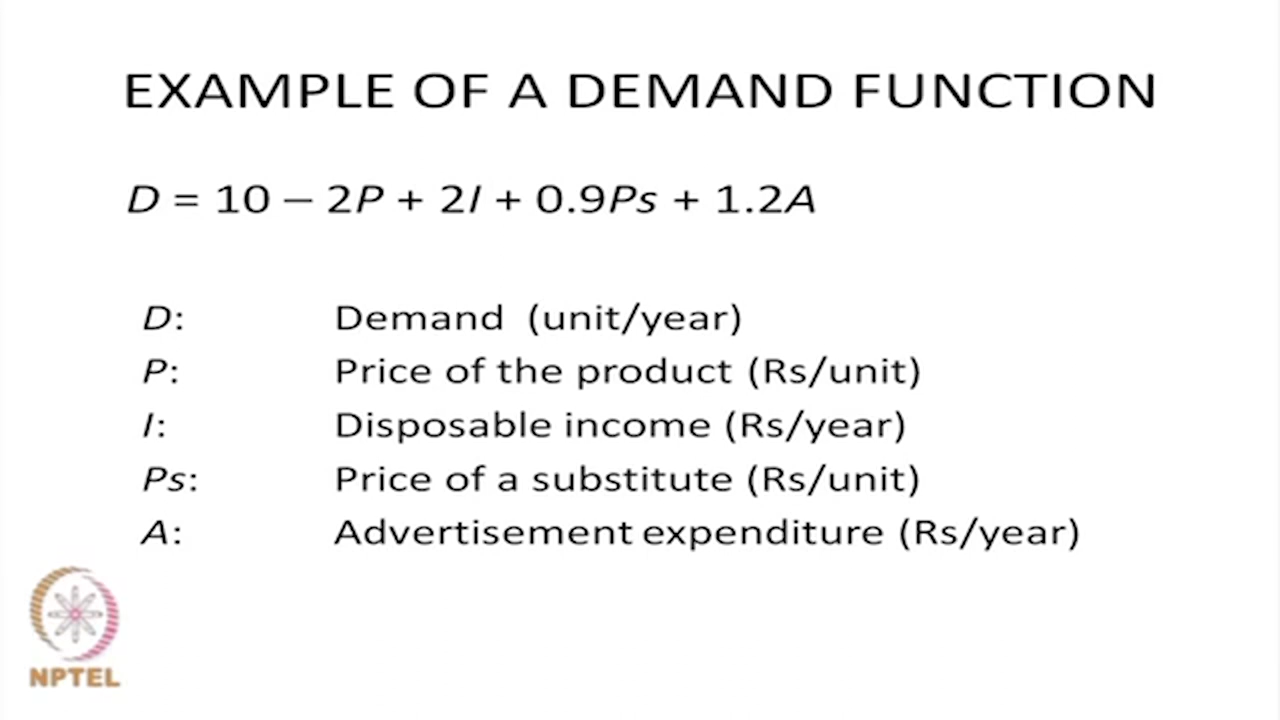 EXAMPLE OF A DEMAND FUNCTION
D = 10 – 2P + 2I + 0.9Ps + 1.2A
D: Demand (unit/year)
P: Price of the product (Rs/unit)
I: Disposable income (Rs/year)
Ps: Price of a substitute (Rs/unit)
A: Advertisement expenditure (Rs/year)
NPTEL